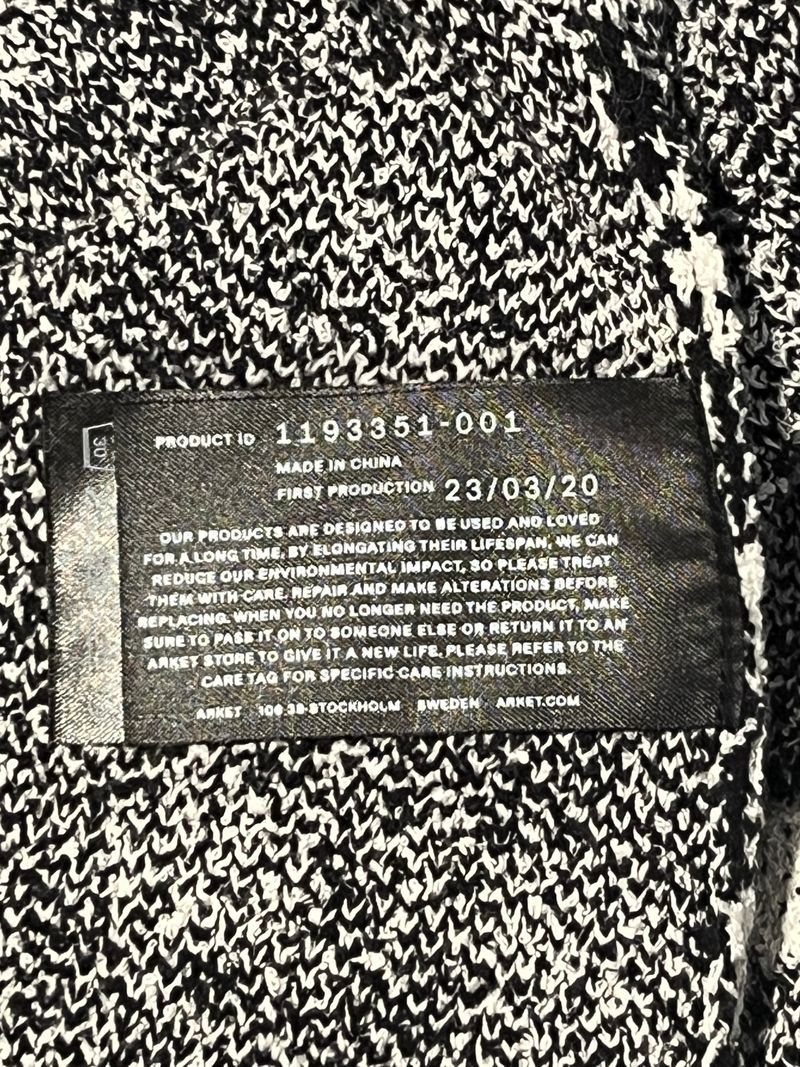 30
PRODUCT ID 1193351-001
MADE IN CHINA
FIRST PRODUCTION 23/03/20
OUR PRODUCTS ARE DESIGNED TO BE USED AND LOVED
FOR A LONG TIME. BY ELONGATING THEIR LIFESPAN, WE CAN
REDUCE OUR ENVIRONMENTAL IMPACT, SO PLEASE TREAT
THEM WITH CARE, REPAIR AND MAKE ALTERATIONS BEFORE
REPLACING. WHEN YOU NO LONGER NEED THE PRODUCT, MAKE
SURE TO PASS IT ON TO SOMEONE ELSE OR RETURN IT TO AN
ARKET STORE TO GIVE IT A NEW LIFE. PLEASE REFER TO THE
CARE TAG FOR SPECIFIC CARE INSTRUCTIONS.
ARKET 106 38 STOCKHOLM SWEDEN ARKET.COM